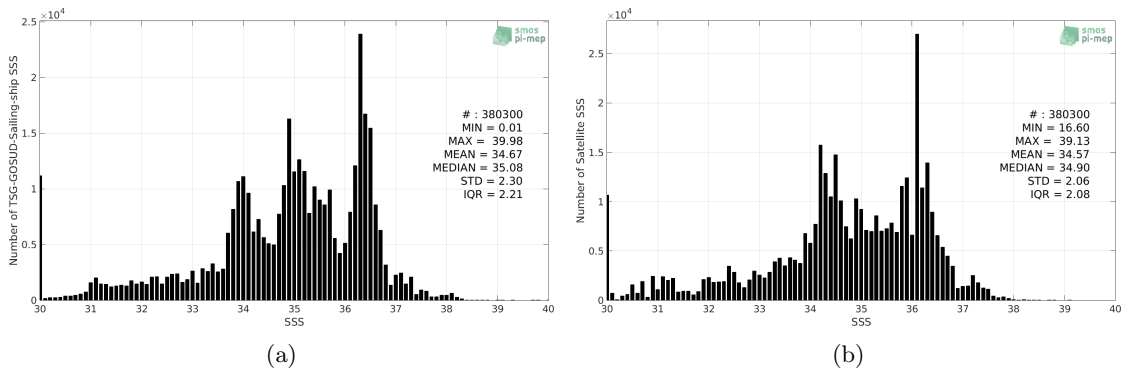 ×10^4
2.5
2
1.5
1
0.5
0
30 31 32 33 34 35 36 37 38 39 40
SSS
Number of TSG-GOSUD-Sailing-ship SSS
smos
pi-mep
# : 380300
MIN = 0.01
MAX = 39.98
MEAN = 34.67
MEDIAN = 35.08
STD = 2.30
IQR = 2.21
(a)
×10^4
2.5
2
1.5
1
0.5
0
30 31 32 33 34 35 36 37 38 39 40
SSS
Number of Satellite SSS
smos
pi-mep
# : 380300
MIN = 16.60
MAX = 39.13
MEAN = 34.57
MEDIAN = 34.90
STD = 2.06
IQR = 2.08
(b)